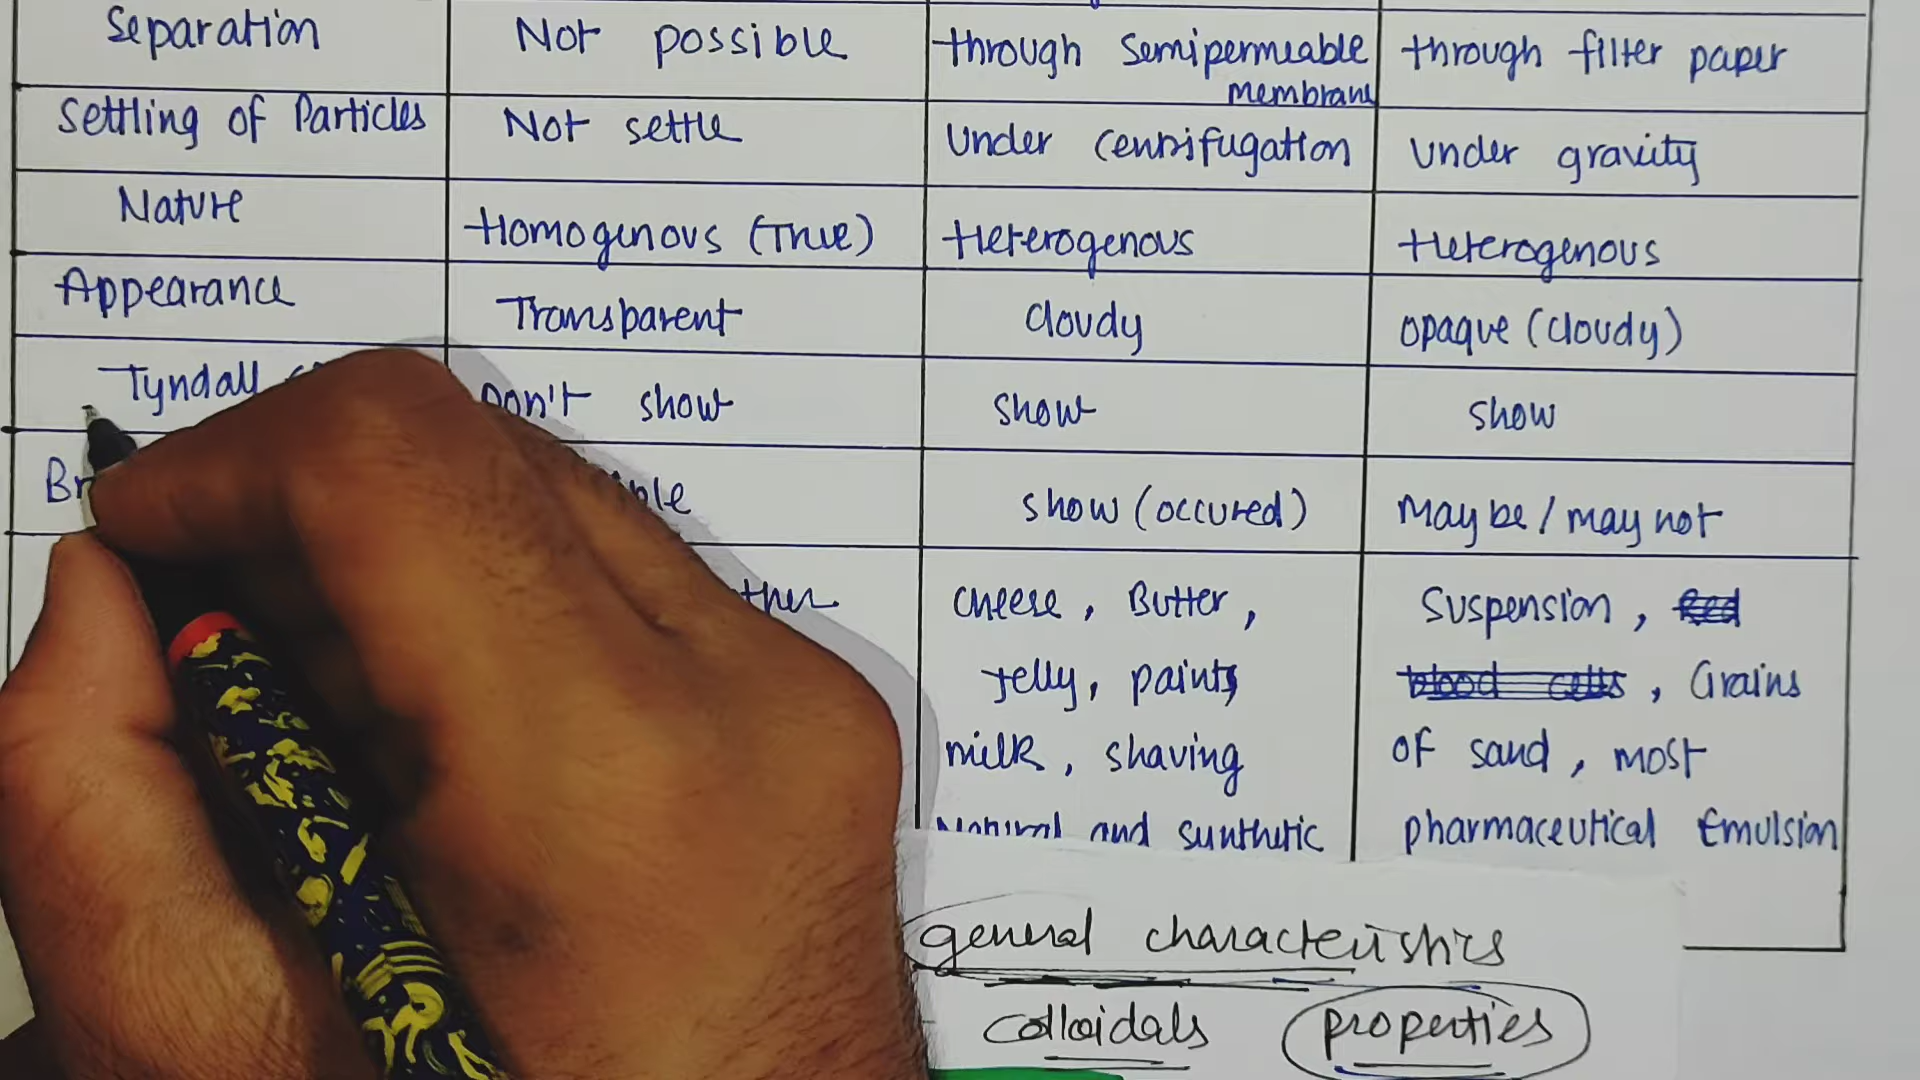 Separation
Not possible
through semipermeable
membrane
through filter paper
Settling of Particles
Not settle
Under centrifugation
Under gravity
Nature
Homogenous (True)
Heterogenous
Heterogenous
Appearance
Transparent
Cloudy
opaque (cloudy)
Tyndall
Don't show
show
show
show (occured)
May be / may not
cheese, Butter,
Jelly, paints
milk, shaving
and synthetic
Suspension,
, Grains
of sand, most
pharmaceutical Emulsion
general characteristics
colloidals properties